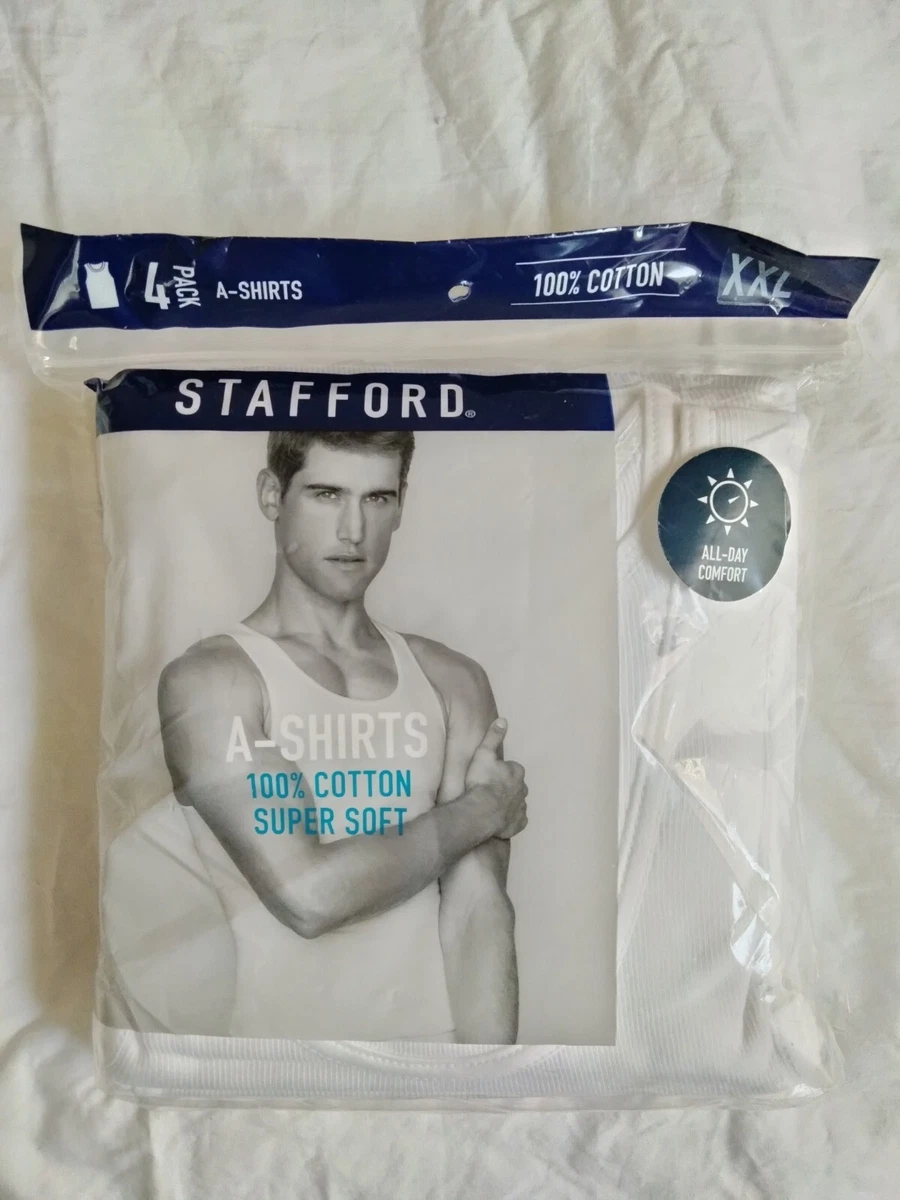 4 PACK A-SHIRTS 100% COTTON XXL
STAFFORD®
ALL-DAY
COMFORT
A-SHIRTS
100% COTTON
SUPER SOFT